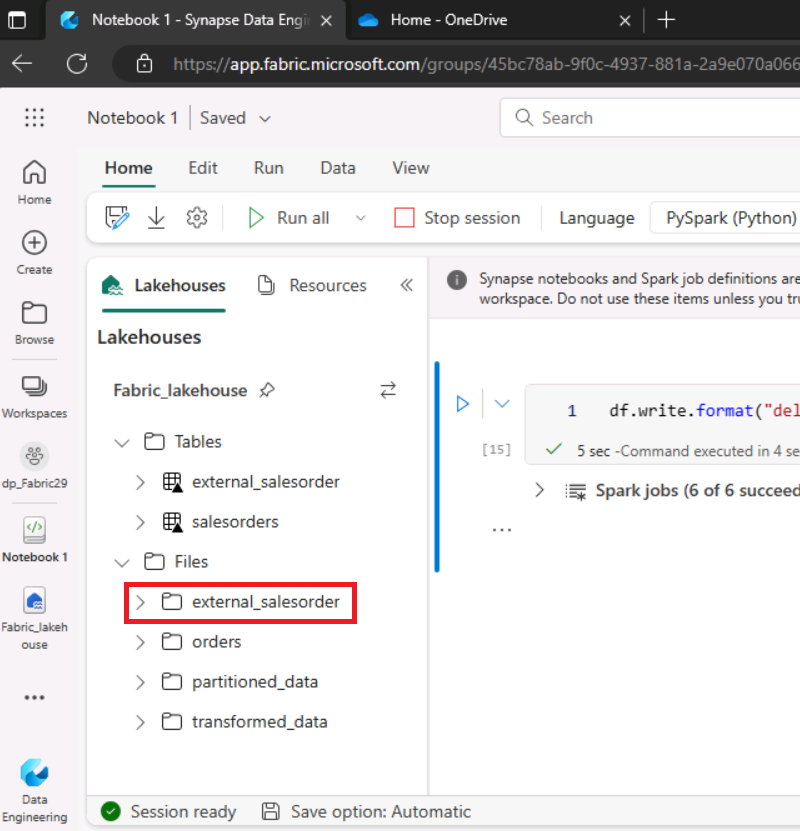 Notebook 1 - Synapse Data Engi
Home - OneDrive
https://app.fabric.microsoft.com/groups/45bc78ab-9f0c-4937-881a-2a9e070a066
Notebook 1 | Saved
Search
Home Edit Run Data View
Run all Stop session Language PySpark (Python)
Home
Create
Browse
Workspaces
dp_Fabric29
Notebook 1
Fabric_lakeh
ouse
...
Data
Engineering
Lakehouses Resources
Lakehouses
Fabric_lakehouse
Tables
external_salesorder
salesorders
Files
external_salesorder
orders
partitioned_data
transformed_data
Synapse notebooks and Spark job definitions are
workspace. Do not use these items unless you tru
1 df.write.format("del
[15] 5 sec -Command executed in 4 se
Spark jobs (6 of 6 succeed
...
Session ready Save option: Automatic